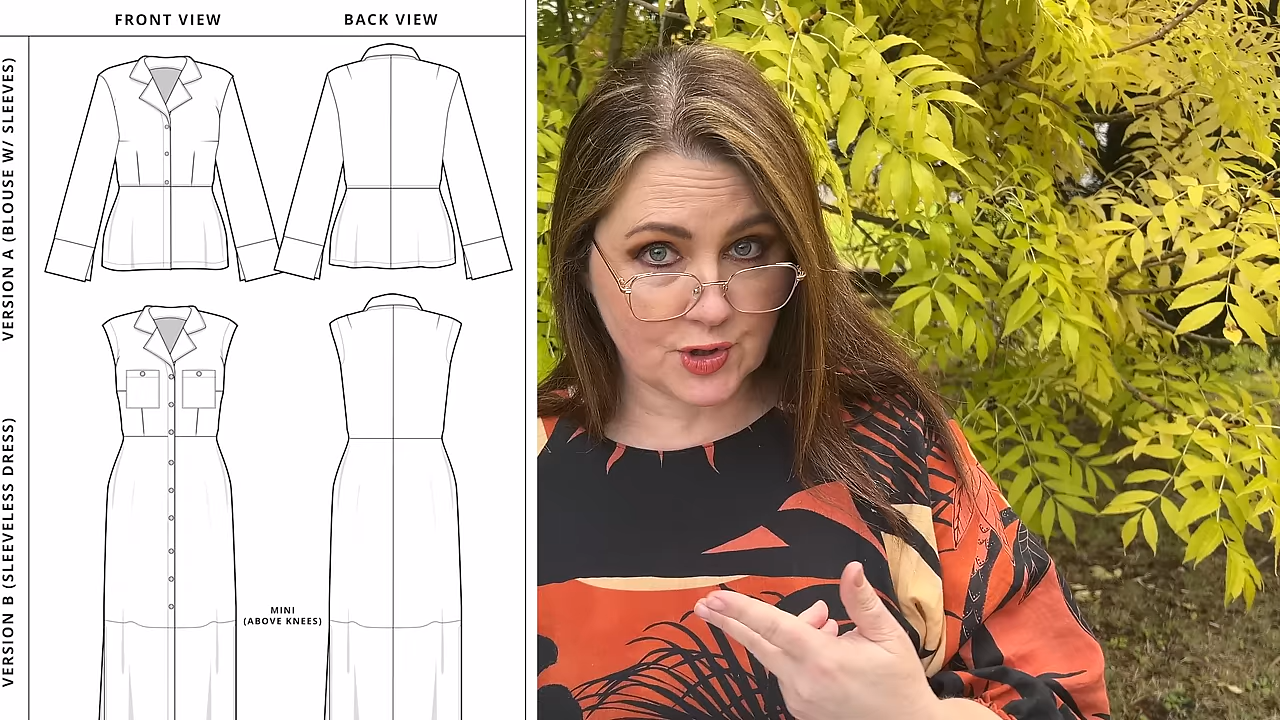 FRONT VIEW
BACK VIEW
VERSION A (BLOUSE W/ SLEEVES)
VERSION B (SLEEVELESS DRESS)
MINI
(ABOVE KNEES)